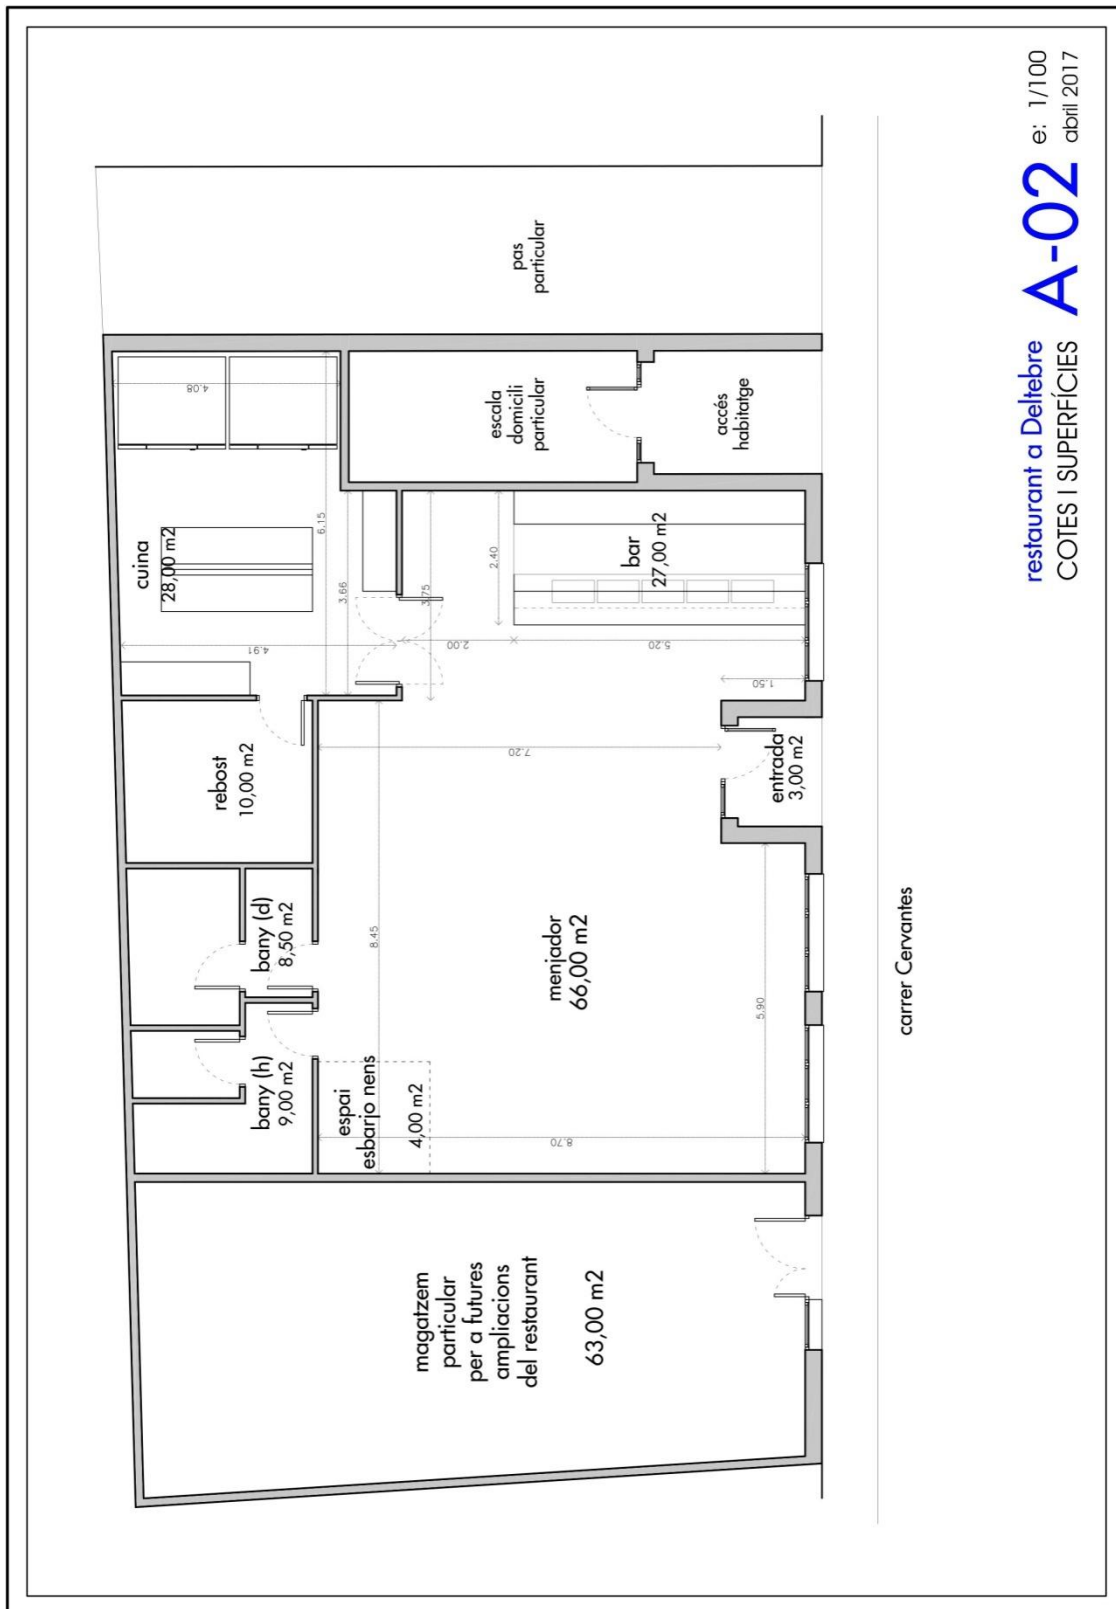 pas
particular
escala
domicili
particular
accés
habitatge
cuina
28,00 m2
bar
27,00 m2
rebost
10,00 m2
entrada
3,00 m2
bany (d)
8,50 m2
bany (h)
9,00 m2
menjador
66,00 m2
espai
esbarjo nens
4,00 m2
magatzem
particular
per a futures
ampliacions
del restaurant
63,00 m2
4.08
6.15
3.66
3.75
2.40
4.91
2.00
5.20
1.50
7.20
8.45
5.90
8.70
carrer Cervantes
restaurant a Deltebre
COTES I SUPERFÍCIES
A-02
e: 1/100
abril 2017